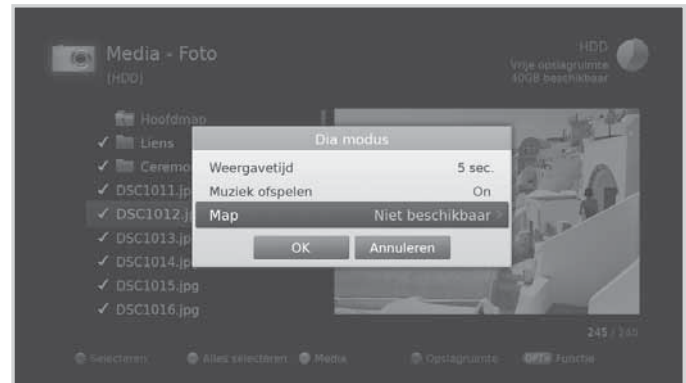 Media - Foto
(HDD)
HDD
Vrije opslagruimte
40GB beschikbaar
Hoofdmap
Liens
Ceremo
DSC1011.jp
DSC1012.j
DSC1013.jp
DSC1014.jp
DSC1015.jpg
DSC1016.jpg
Dia modus
Weergavetijd 5 sec.
Muziek ofspelen On
Map Niet beschikbaar
OK Annuleren
245 / 245
Selecteren Alles selecteren Media Opslagruimte OPT+ Functie